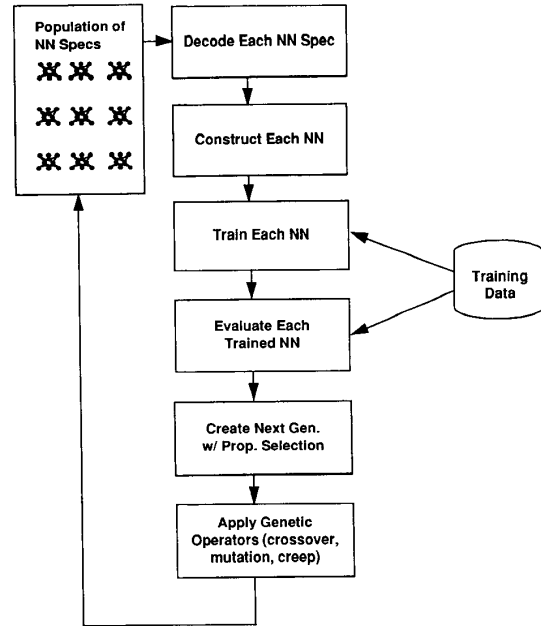 Population of
NN Specs
Decode Each NN Spec
Construct Each NN
Train Each NN
Training
Data
Evaluate Each
Trained NN
Create Next Gen.
w/ Prop. Selection
Apply Genetic
Operators (crossover,
mutation, creep)